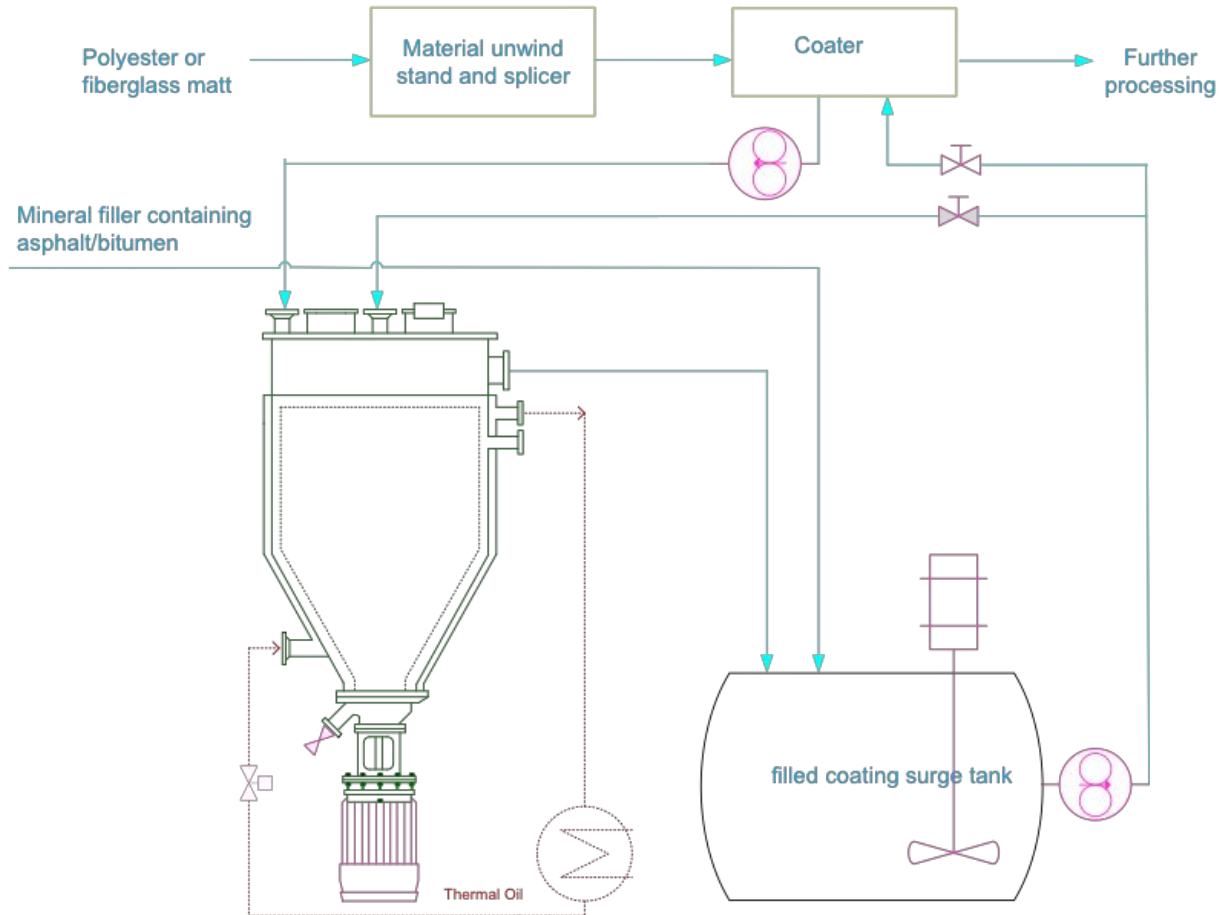 Polyester or
fiberglass matt
Material unwind
stand and splicer
Coater
Further
processing
Mineral filler containing
asphalt/bitumen
filled coating surge tank
Thermal Oil